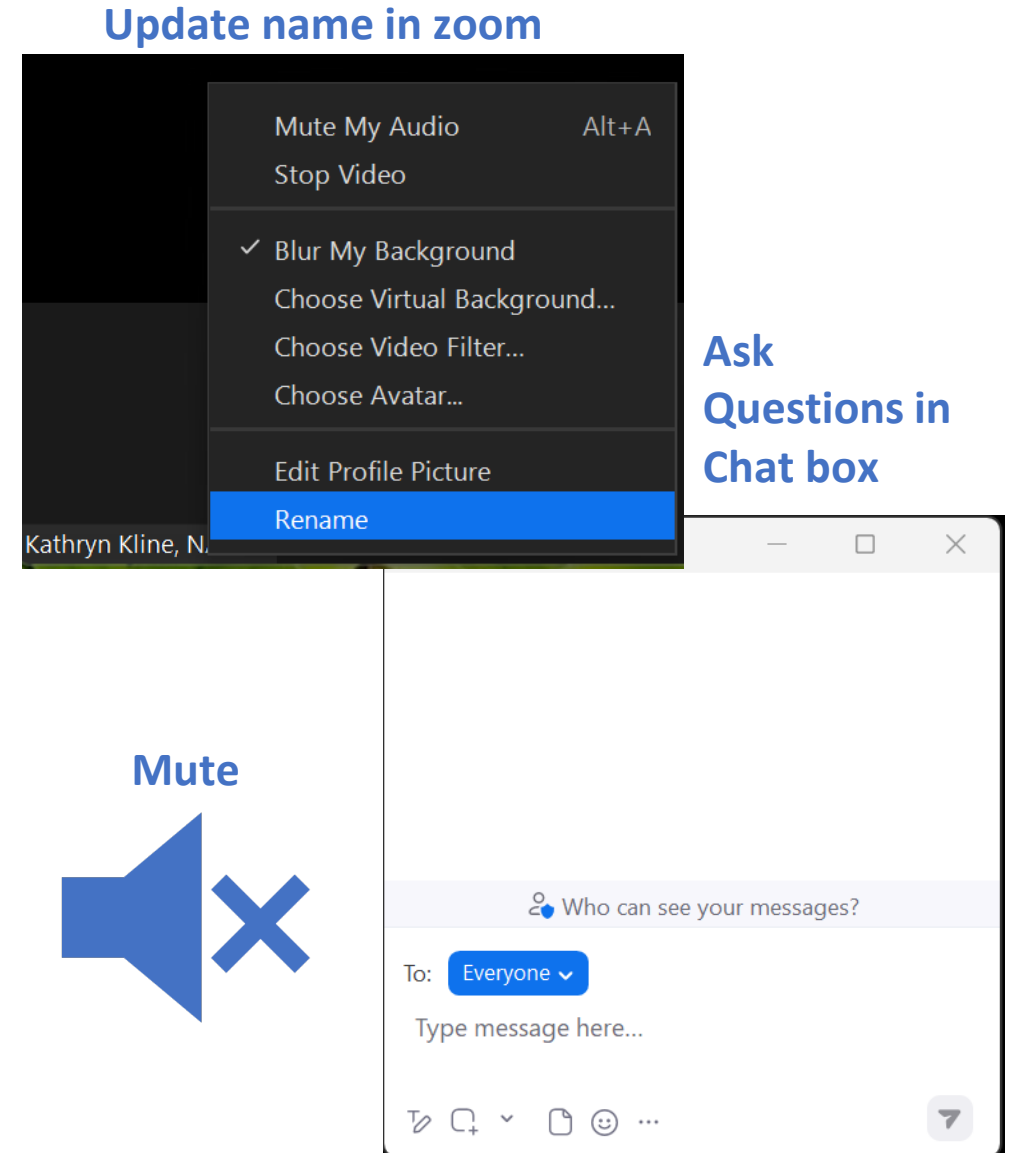 Update name in zoom
Mute My Audio Alt+A
Stop Video
Blur My Background
Choose Virtual Background...
Choose Video Filter...
Choose Avatar...
Edit Profile Picture
Rename
Kathryn Kline,
Ask
Questions in
Chat box
Mute
Who can see your messages?
To: Everyone
Type message here...